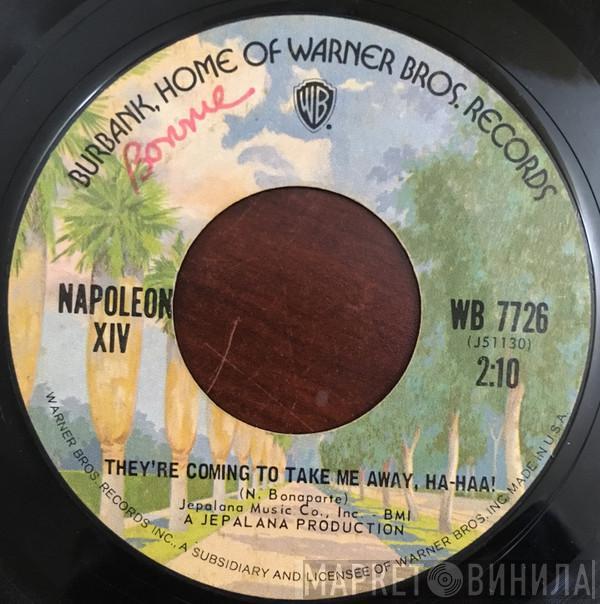 BURBANK, HOME OF WARNER BROS. RECORDS
Bonnie
WB
NAPOLEON
XIV
WB 7726
(J51130)
2:10
THEY'RE COMING TO TAKE ME AWAY, HA-HAA!
(N. Bonaparte)
Jepalana Music Co., Inc. - BMI
A JEPALANA PRODUCTION
WARNER BROS. RECORDS INC., A SUBSIDIARY AND LICENSEE OF WARNER BROS., INC. MADE IN U.S.A.
МАРКЕТ ВИНИЛА